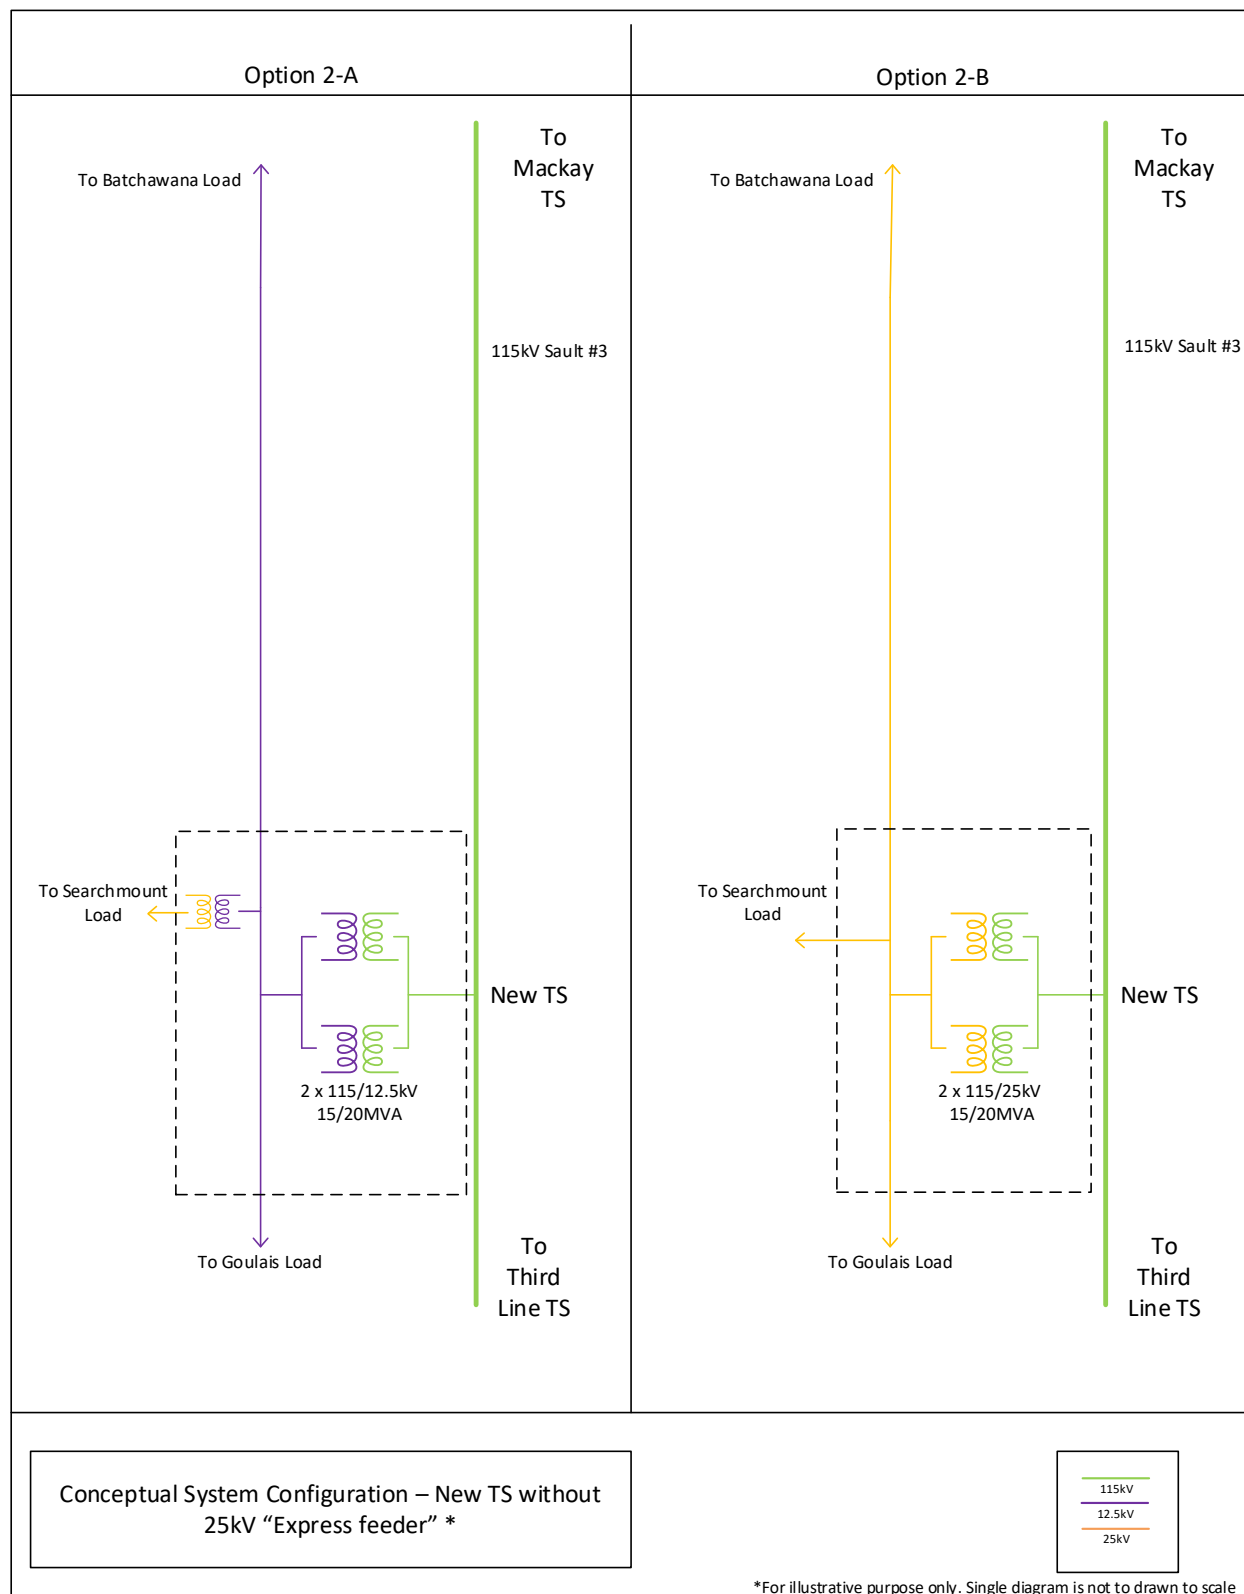 Option 2-A
Option 2-B
To
Mackay
TS
To Batchawana Load
115kV Sault #3
To Searchmount
Load
New TS
2 x 115/12.5kV
15/20MVA
To Goulais Load
To
Third
Line TS
To
Mackay
TS
To Batchawana Load
115kV Sault #3
To Searchmount
Load
New TS
2 x 115/25kV
15/20MVA
To Goulais Load
To
Third
Line TS
Conceptual System Configuration – New TS without
25kV “Express feeder” *
115kV
12.5kV
25kV
*For illustrative purpose only. Single diagram is not to drawn to scale